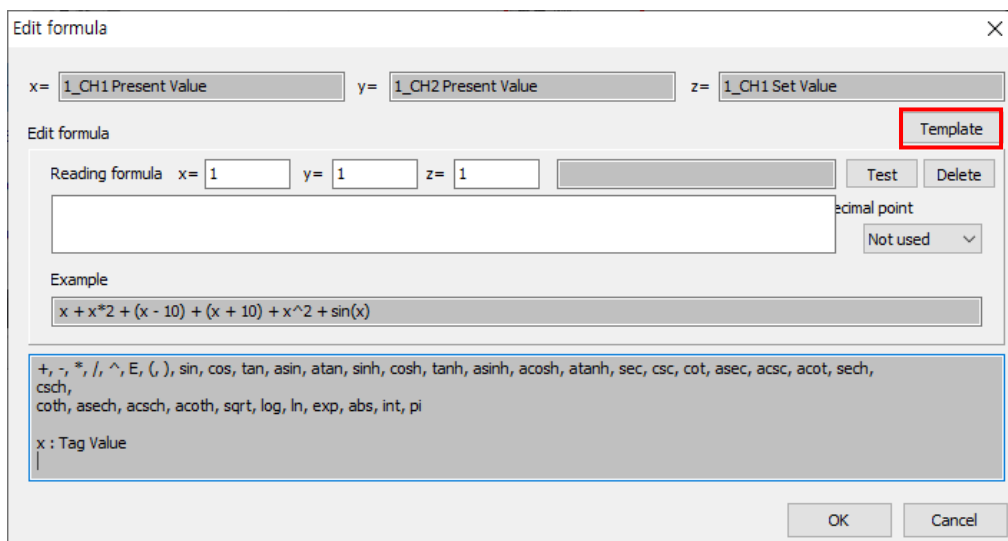 Edit formula
x= 1_CH1 Present Value y= 1_CH2 Present Value z= 1_CH1 Set Value
Template
Edit formula
Reading formula x= 1 y= 1 z= 1 Test Delete
ecimal point
Not used
Example
x + x*2 + (x - 10) + (x + 10) + x^2 + sin(x)
+, -, *, /, ^, E, (, ), sin, cos, tan, asin, atan, sinh, cosh, tanh, asinh, acosh, atanh, sec, csc, cot, asec, acsc, acot, sech,
csch,
coth, asech, acsch, acoth, sqrt, log, ln, exp, abs, int, pi
x : Tag Value
OK Cancel